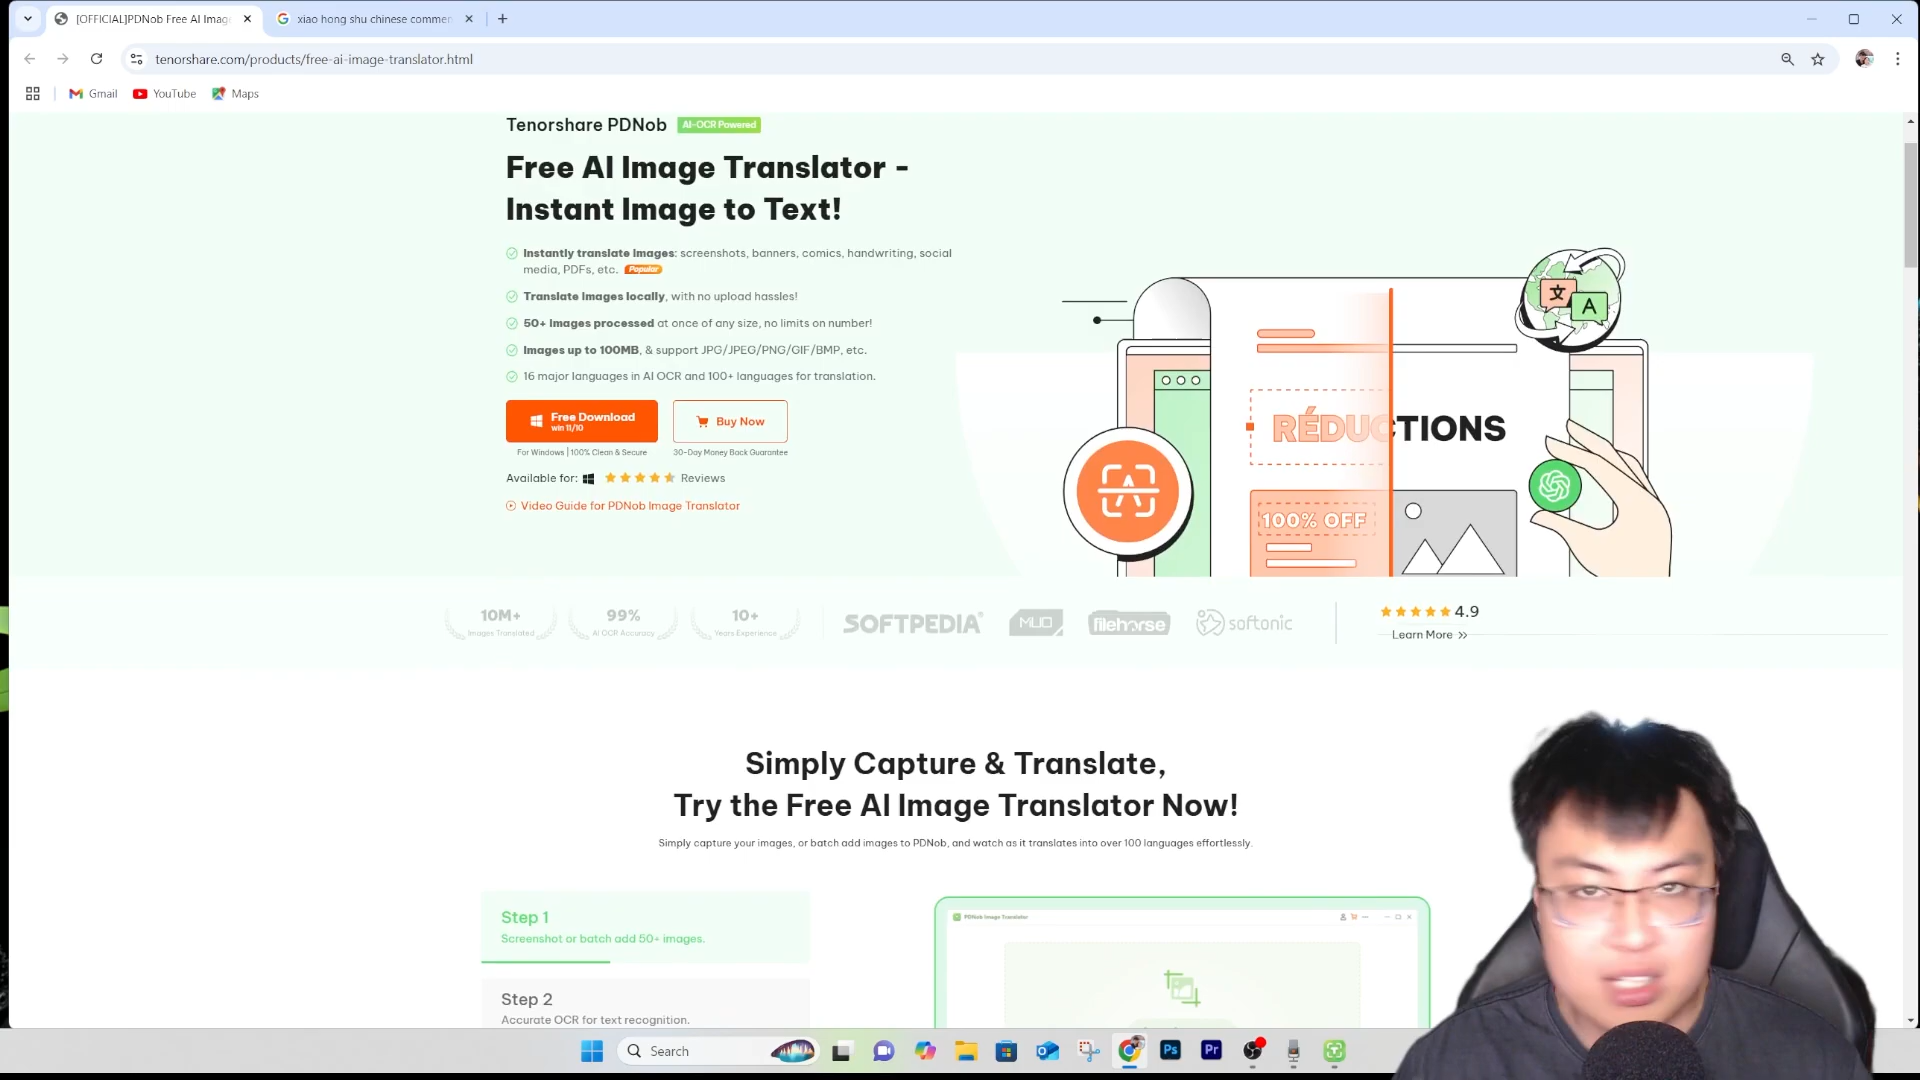 [OFFICIAL]PDNob Free AI Imag
xiao hong shu chinese commen
tenorshare.com/products/free-ai-image-translator.html
Gmail
YouTube
Maps
Tenorshare PDNob
AI-OCR Powered
Free AI Image Translator -
Instant Image to Text!
Instantly translate images: screenshots, banners, comics, handwriting, social
media, PDFs, etc. Popular
Translate images locally, with no upload hassles!
50+ images processed at once of any size, no limits on number!
Images up to 100MB, & support JPG/JPEG/PNG/GIF/BMP, etc.
16 major languages in AI OCR and 100+ languages for translation.
Free Download
win 11/10
Buy Now
For Windows | 100% Clean & Secure
30-Day Money Back Guarantee
Available for:
Reviews
Video Guide for PDNob Image Translator
文
A
RÉDUCTIONS
A
100% OFF
10M+
Images Translated
99%
AI OCR Accuracy
10+
Years Experience
SOFTPEDIA
MUO
filehorse
softonic
4.9
Learn More >>
Simply Capture & Translate,
Try the Free AI Image Translator Now!
Simply capture your images, or batch add images to PDNob, and watch as it translates into over 100 languages effortlessly.
Step 1
Screenshot or batch add 50+ images.
PDNob Image Translator
Step 2
Accurate OCR for text recognition.
Search
Ps
Pr